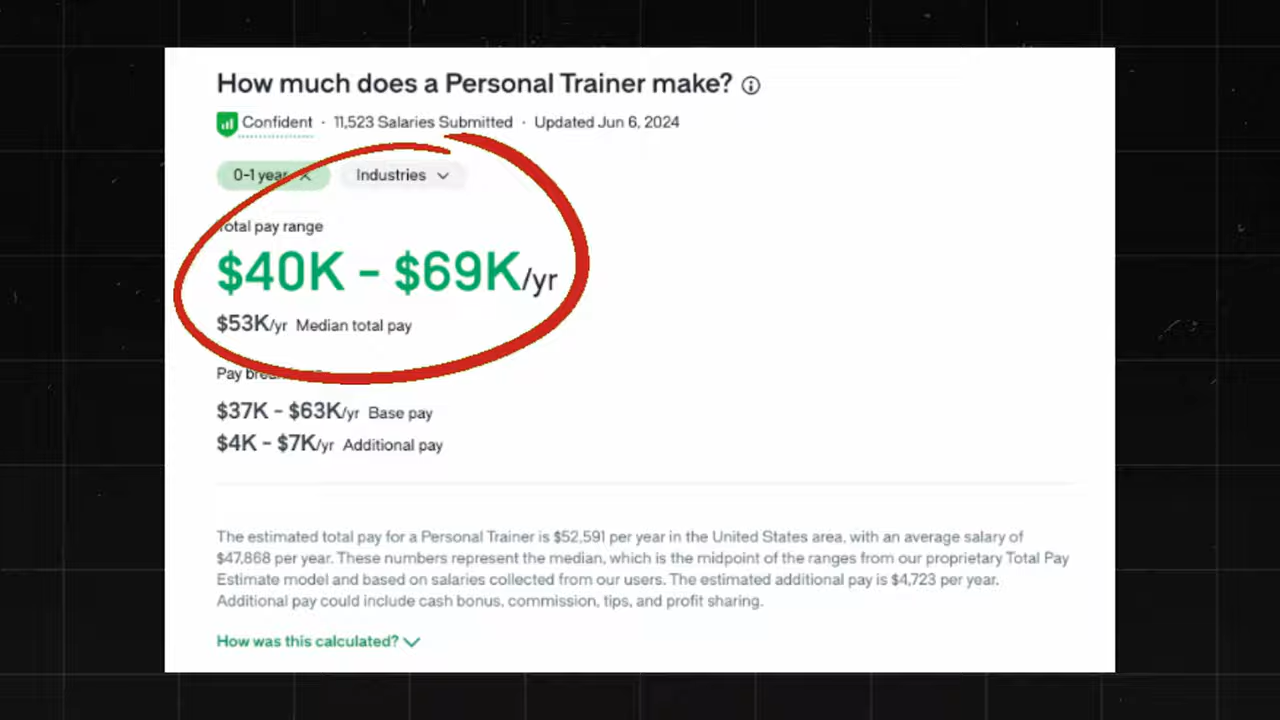 How much does a Personal Trainer make?
Confident · 11,523 Salaries Submitted · Updated Jun 6, 2024
0-1 year Industries
Total pay range
$40K - $69K/yr
$53K/yr Median total pay
Pay
$37K - $63K/yr Base pay
$4K - $7K/yr Additional pay
The estimated total pay for a Personal Trainer is $52,591 per year in the United States area, with an average salary of
$47,868 per year. These numbers represent the median, which is the midpoint of the ranges from our proprietary Total Pay
Estimate model and based on salaries collected from our users. The estimated additional pay is $4,723 per year.
Additional pay could include cash bonus, commission, tips, and profit sharing.
How was this calculated?